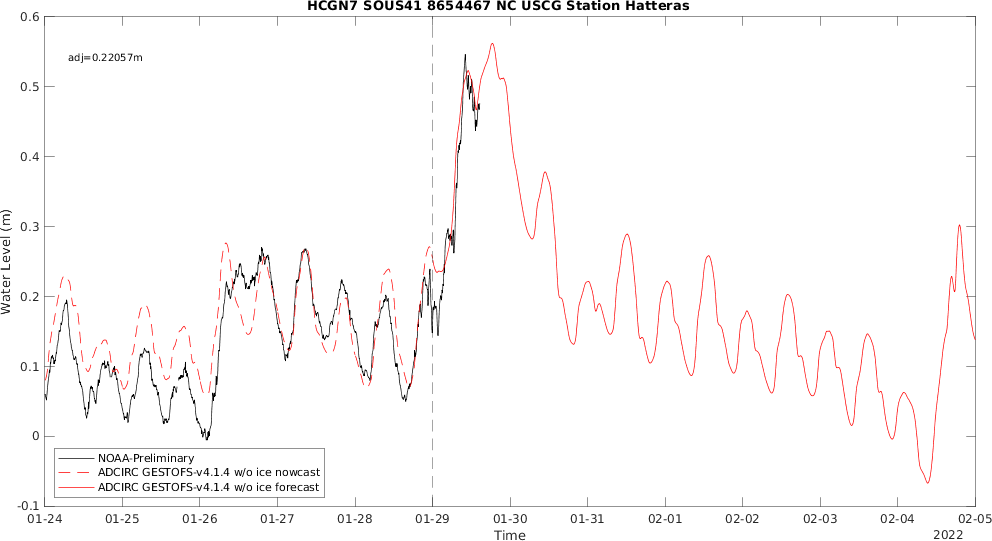 HCGN7 SOUS41 8654467 NC USCG Station Hatteras
0.6
adj=0.22057m
0.5
0.4
0.3
Water Level (m)
0.2
0.1
0
NOAA-Preliminary
ADCIRC GESTOFS-v4.1.4 w/o ice nowcast
ADCIRC GESTOFS-v4.1.4 w/o ice forecast
-0.1
01-24 01-25 01-26 01-27 01-28 01-29 01-30 01-31 02-01 02-02 02-03 02-04 02-05
Time
2022